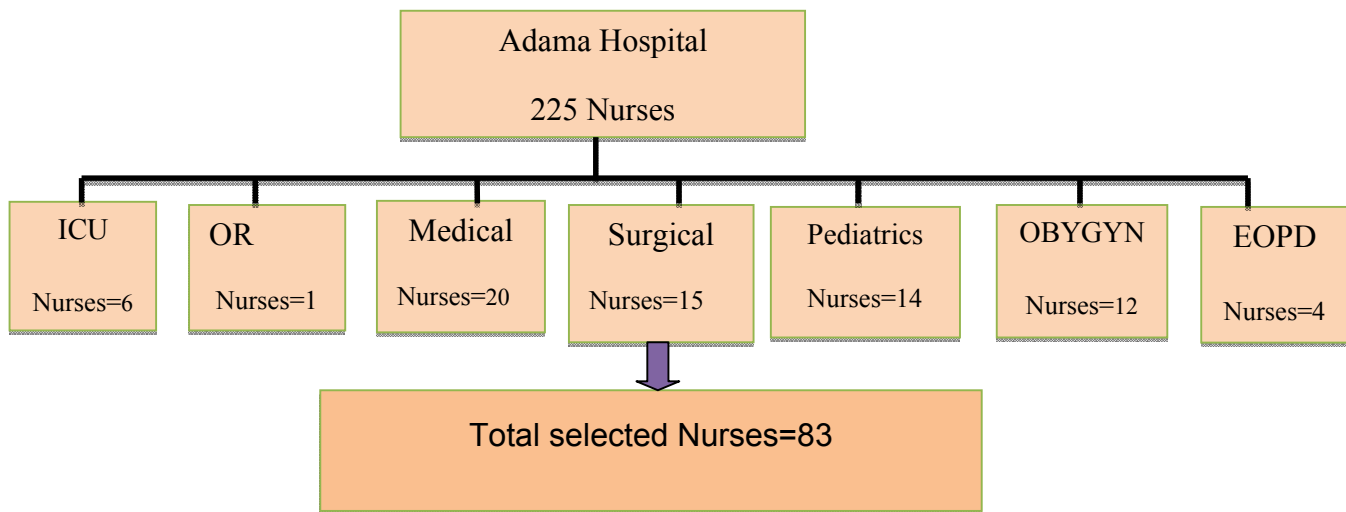 Adama Hospital
225 Nurses
ICU
Nurses=6
OR
Nurses=1
Medical
Nurses=20
Surgical
Nurses=15
Pediatrics
Nurses=14
OBYGYN
Nurses=12
EOPD
Nurses=4
Total selected Nurses=83